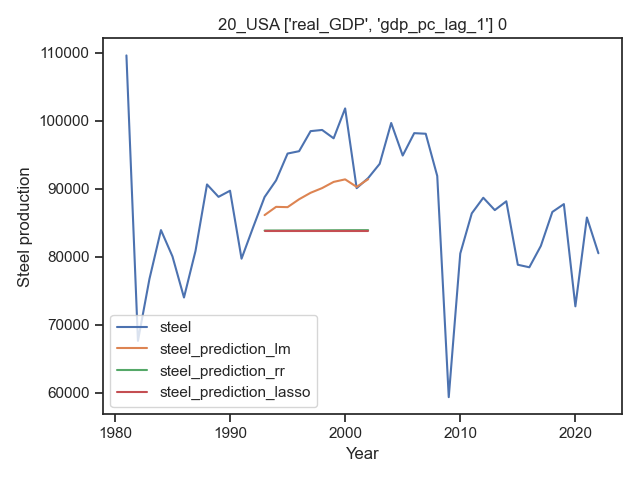 20_USA ['real_GDP', 'gdp_pc_lag_1'] 0
110000
100000
90000
80000
70000
60000
Steel production
steel
steel_prediction_lm
steel_prediction_rr
steel_prediction_lasso
1980
1990
2000
2010
2020
Year